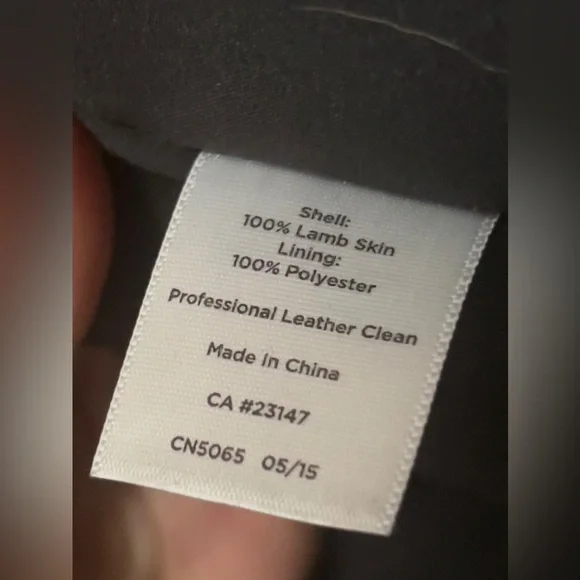 Shell:
100% Lamb Skin
Lining:
100% Polyester
Professional Leather Clean
Made In China
CA #23147
CN5065 05/15